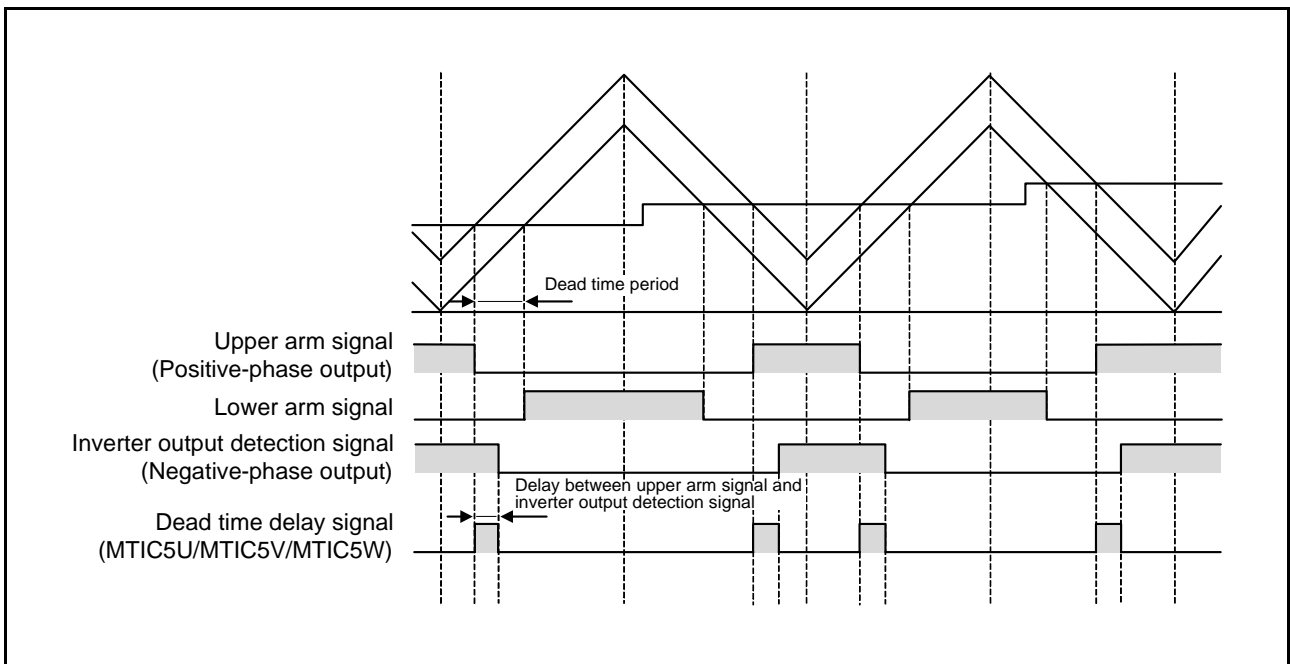 Dead time period
Upper arm signal
(Positive-phase output)
Lower arm signal
Inverter output detection signal
(Negative-phase output)
Delay between upper arm signal and
inverter output detection signal
Dead time delay signal
(MTIC5U/MTIC5V/MTIC5W)